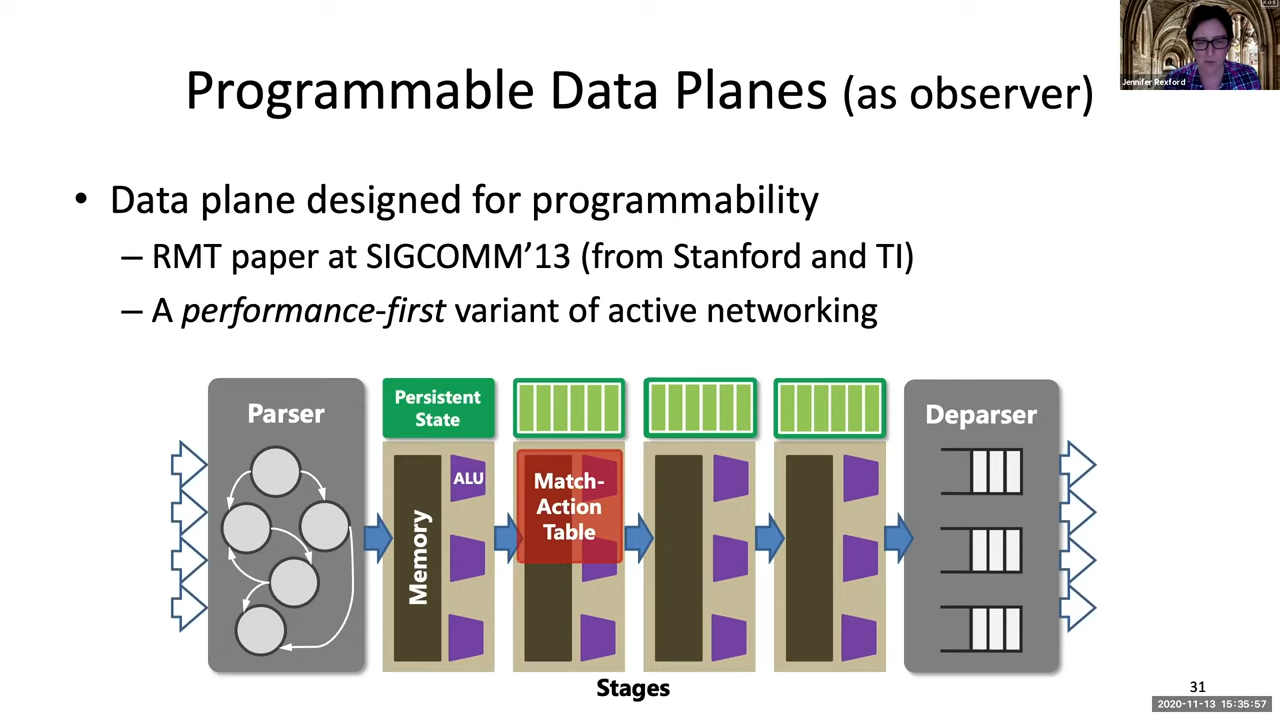 Programmable Data Planes (as observer)
Jennifer Rexford
• Data plane designed for programmability
– RMT paper at SIGCOMM’13 (from Stanford and TI)
– A performance-first variant of active networking
Parser
Persistent
State
Deparser
ALU
Memory
Match-
Action
Table
Stages
31
2020-11-13 15:35:57